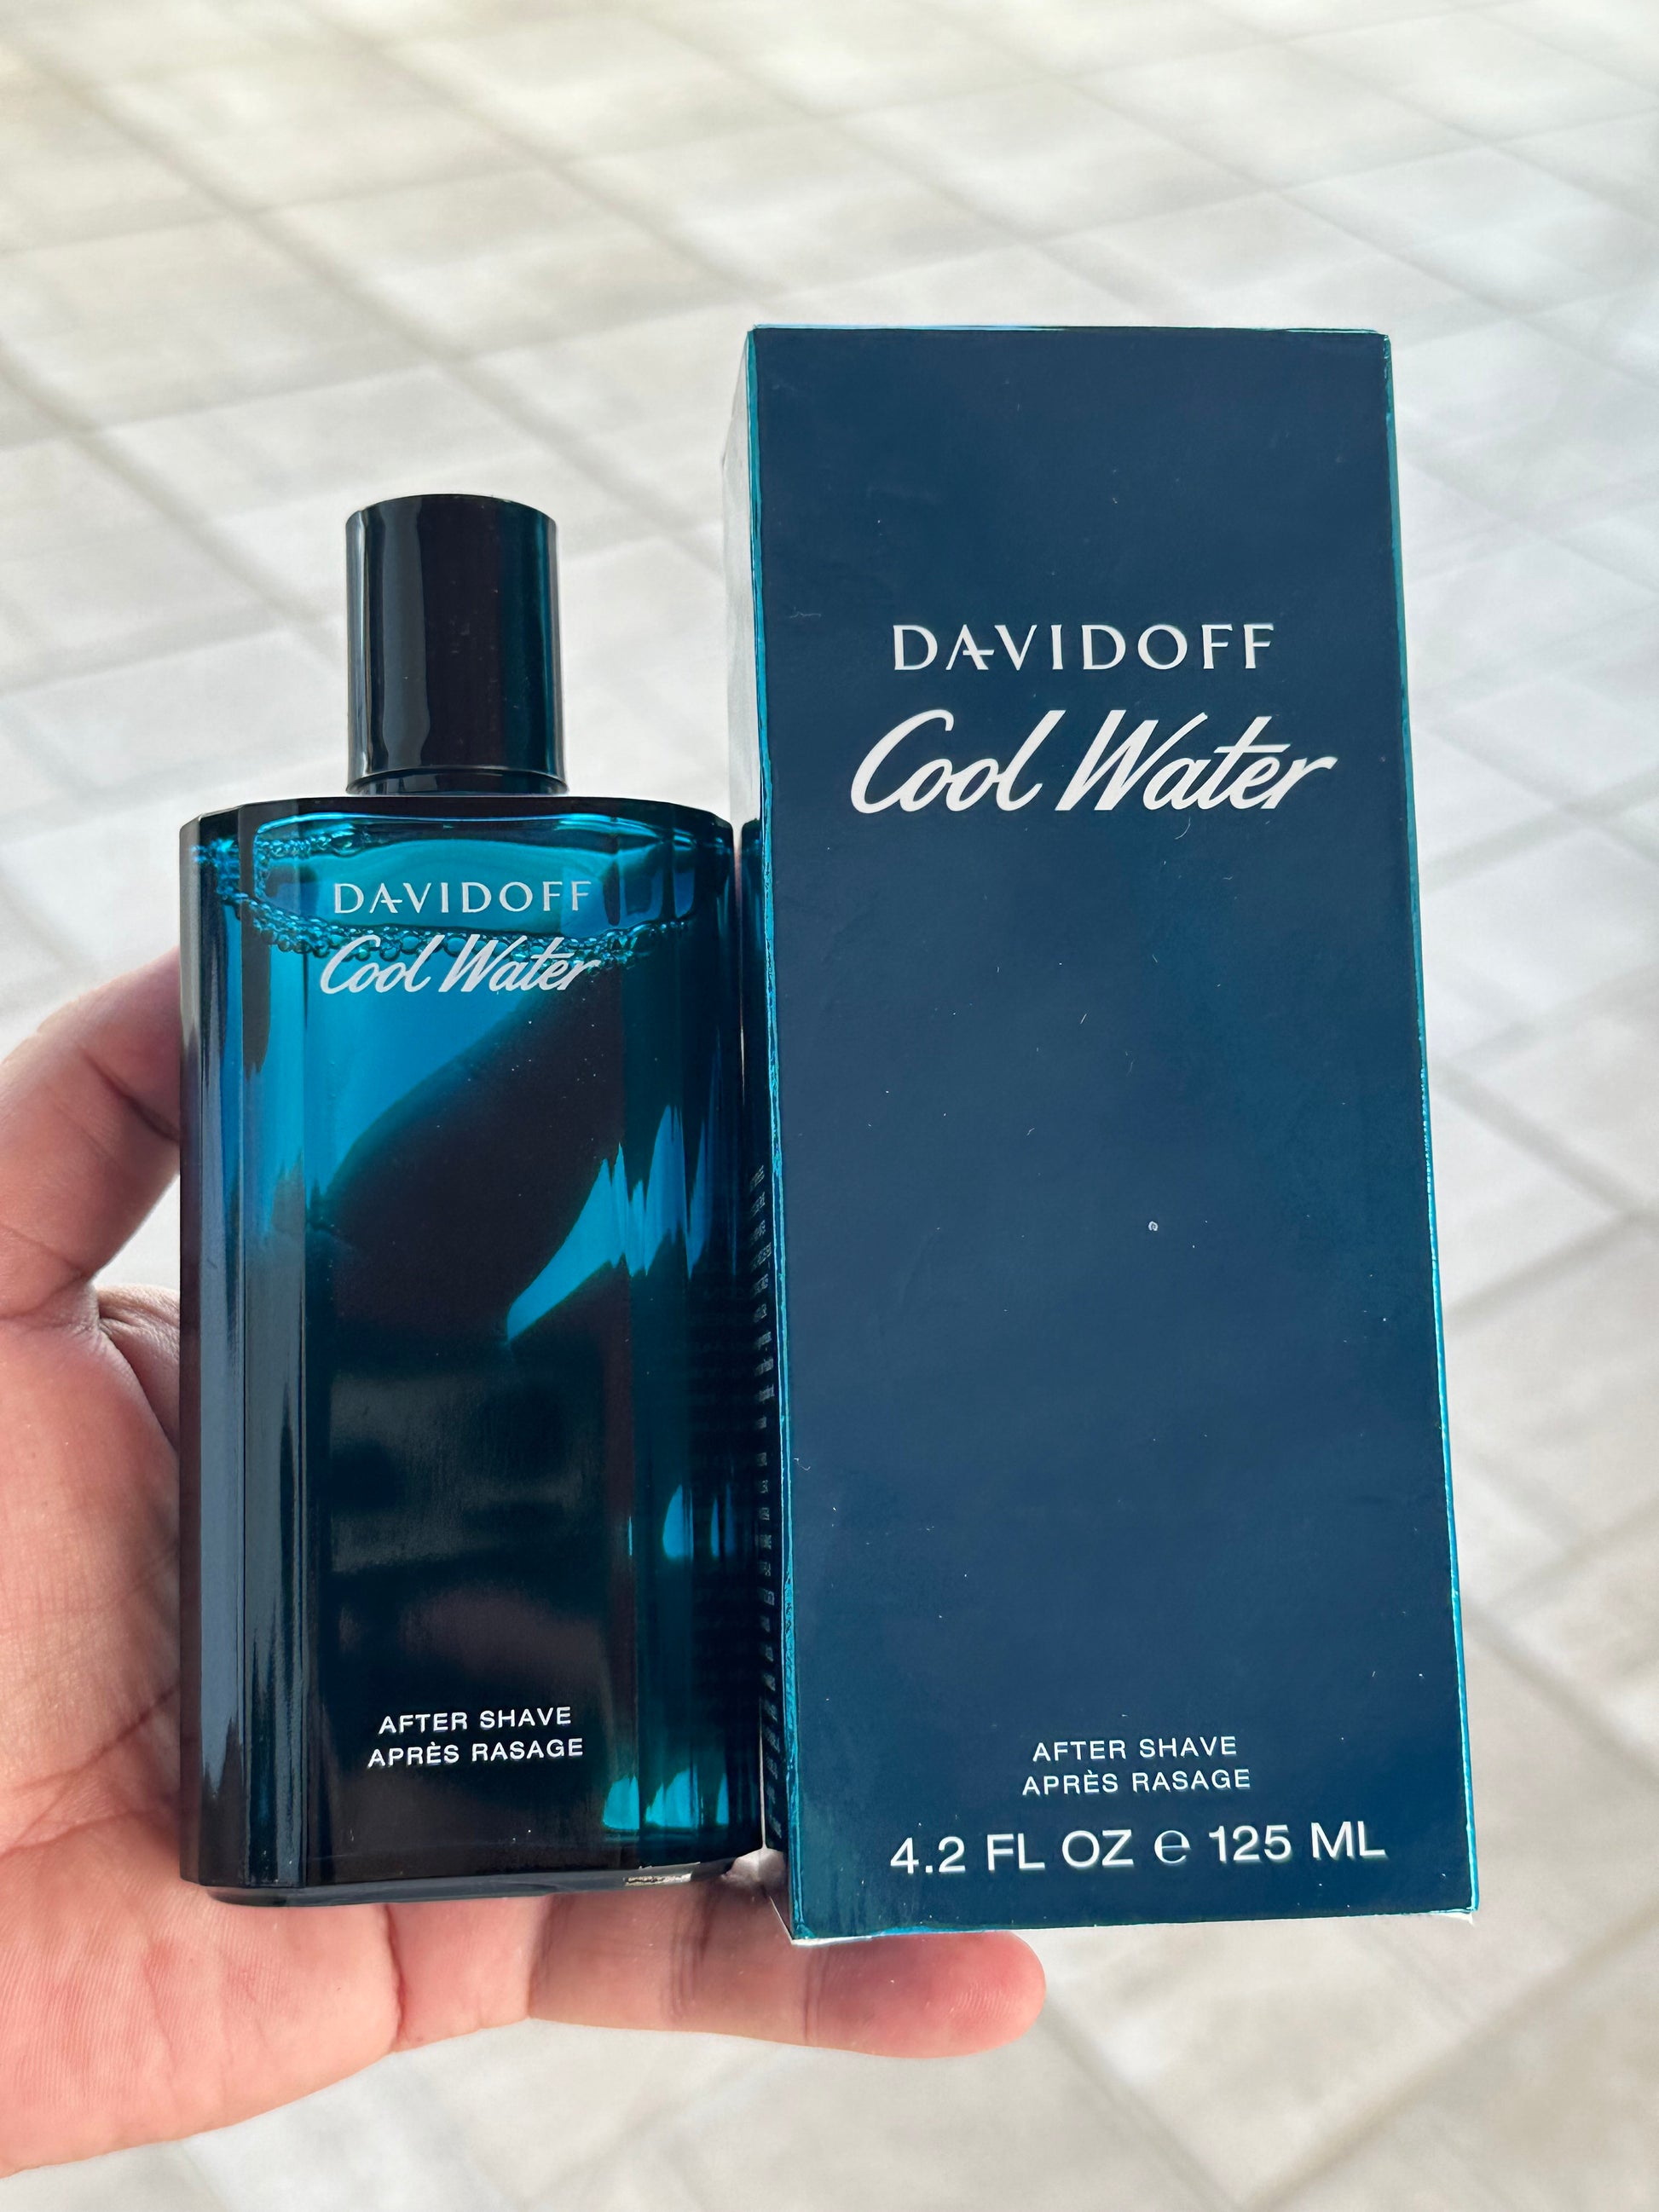 DAVIDOFF
Cool Water
AFTER SHAVE
APRÈS RASAGE
DAVIDOFF
Cool Water
AFTER SHAVE
APRÈS RASAGE
4.2 FL OZ e 125 ML